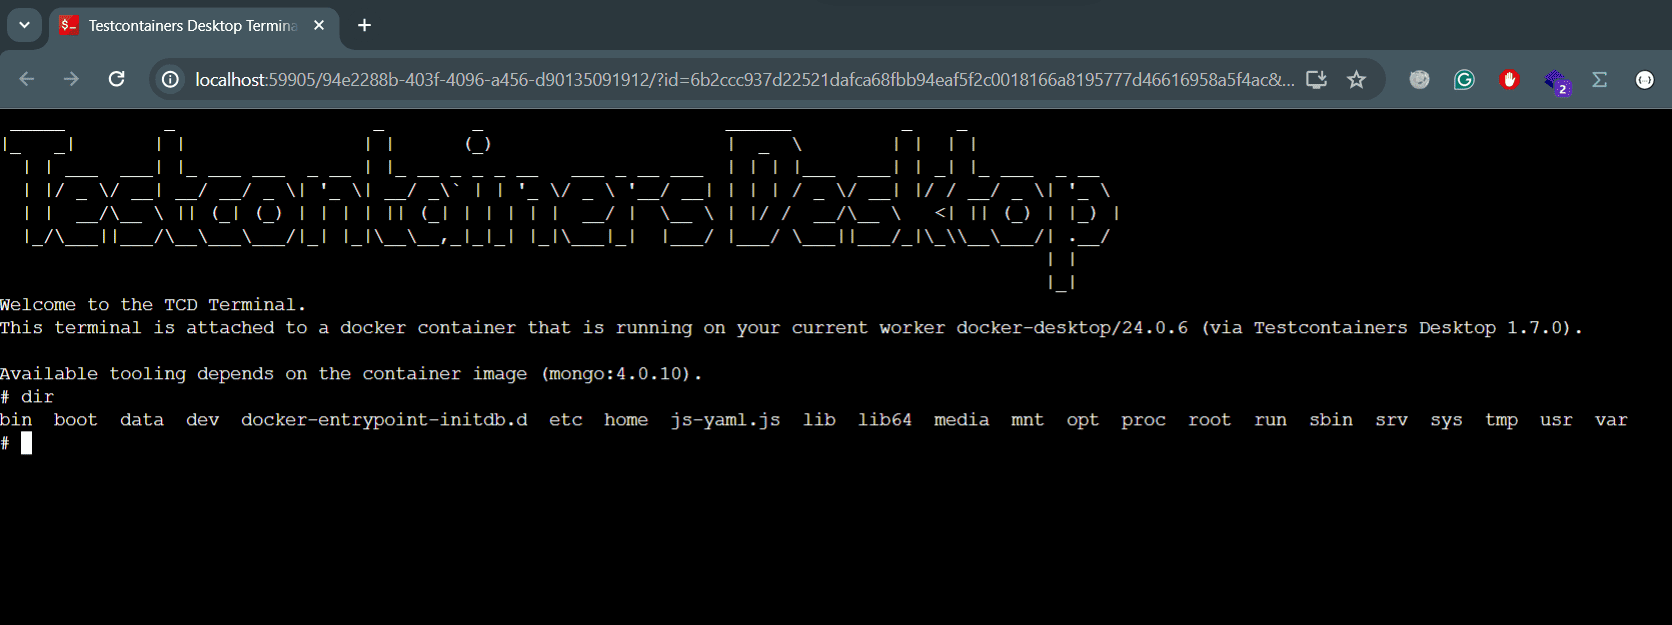 Testcontainers Desktop Termina
localhost:59905/94e2288b-403f-4096-a456-d90135091912/?id=6b2ccc937d22521dafca68fbb94eaf5f2c0018166a8195777d46616958a5f4ac&...
2
Testcontainers Desktop
Welcome to the TCD Terminal.
This terminal is attached to a docker container that is running on your current worker docker-desktop/24.0.6 (via Testcontainers Desktop 1.7.0).
Available tooling depends on the container image (mongo:4.0.10).
# dir
bin boot data dev docker-entrypoint-initdb.d etc home js-yaml.js lib lib64 media mnt opt proc root run sbin srv sys tmp usr var
#